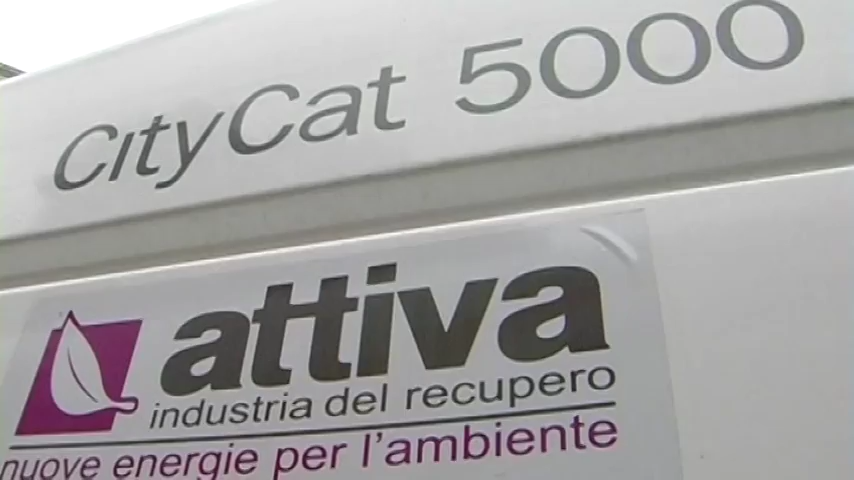 CityCat 5000
attiva
industria del recupero
nuove energie per l'ambiente